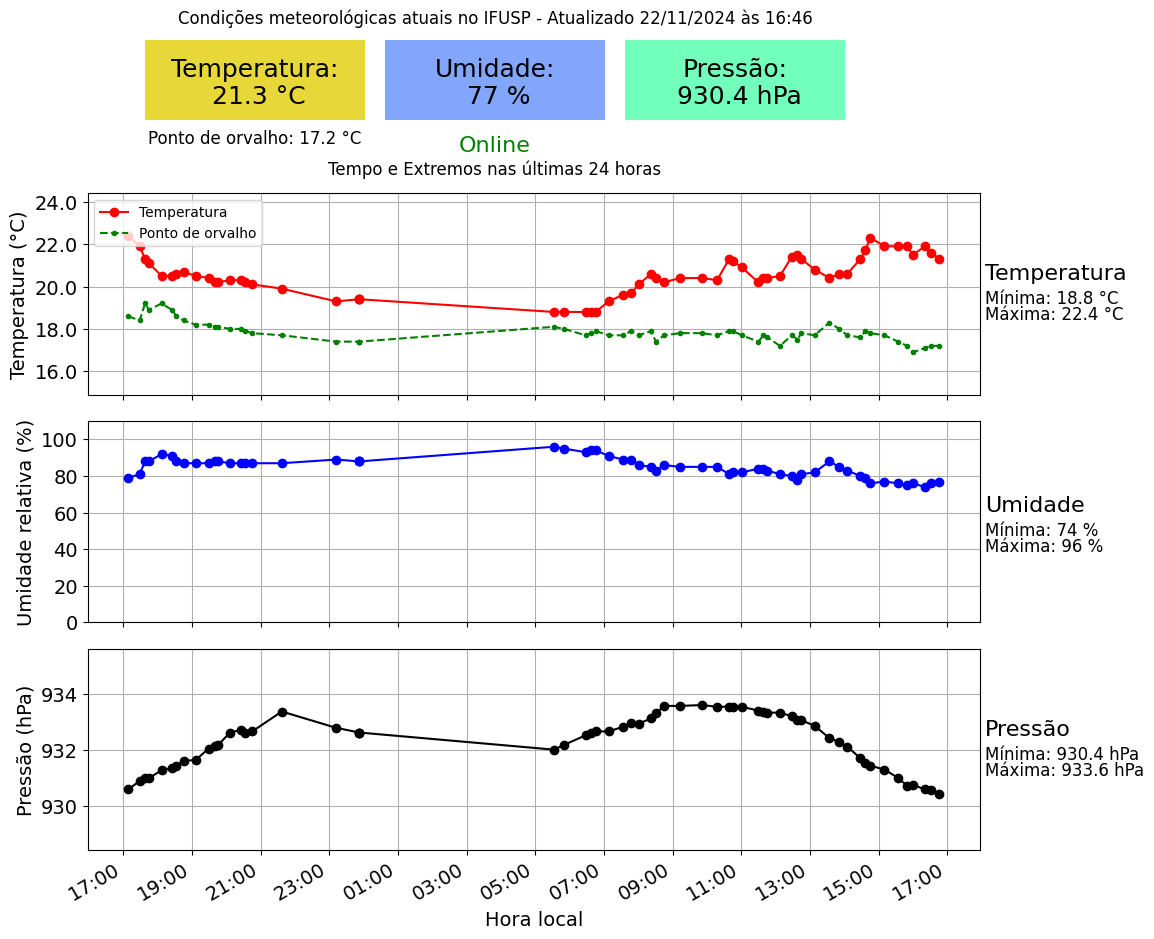 Condições meteorológicas atuais no IFUSP - Atualizado 22/11/2024 às 16:46
Temperatura:
21.3 °C
Umidade:
77 %
Pressão:
930.4 hPa
Ponto de orvalho: 17.2 °C
Online
Tempo e Extremos nas últimas 24 horas
Temperatura (°C)
24.0
22.0
20.0
18.0
16.0
Temperatura
Ponto de orvalho
Temperatura
Mínima: 18.8 °C
Máxima: 22.4 °C
Umidade relativa (%)
100
80
60
40
20
0
Umidade
Mínima: 74 %
Máxima: 96 %
Pressão (hPa)
934
932
930
Pressão
Mínima: 930.4 hPa
Máxima: 933.6 hPa
17:00
19:00
21:00
23:00
01:00
03:00
05:00
07:00
09:00
11:00
13:00
15:00
17:00
Hora local